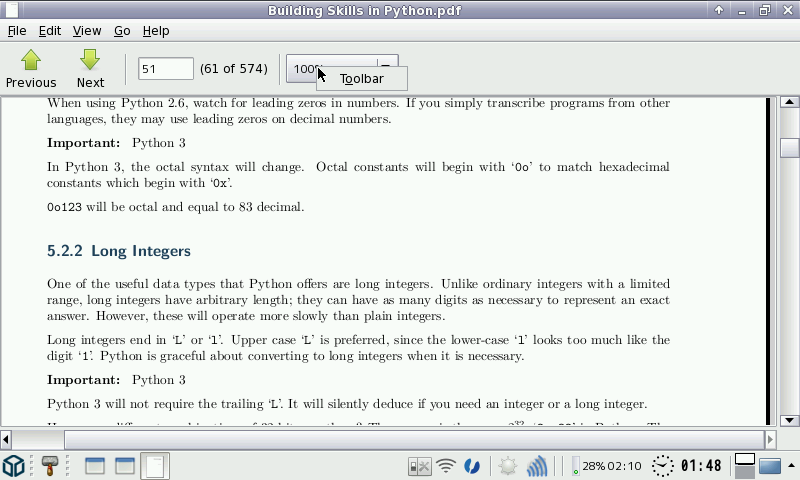 Building Skills in Python.pdf
File Edit View Go Help
Previous Next 51 (61 of 574) 100%
Toolbar
When using Python 2.6, watch for leading zeros in numbers. If you simply transcribe programs from other
languages, they may use leading zeros on decimal numbers.
Important: Python 3
In Python 3, the octal syntax will change. Octal constants will begin with ‘0o’ to match hexadecimal
constants which begin with ‘0x’.
0o123 will be octal and equal to 83 decimal.
5.2.2 Long Integers
One of the useful data types that Python offers are long integers. Unlike ordinary integers with a limited
range, long integers have arbitrary length; they can have as many digits as necessary to represent an exact
answer. However, these will operate more slowly than plain integers.
Long integers end in ‘L’ or ‘l’. Upper case ‘L’ is preferred, since the lower-case ‘l’ looks too much like the
digit ‘1’. Python is graceful about converting to long integers when it is necessary.
Important: Python 3
Python 3 will not require the trailing ‘L’. It will silently deduce if you need an integer or a long integer.
28% 02:10 01:48